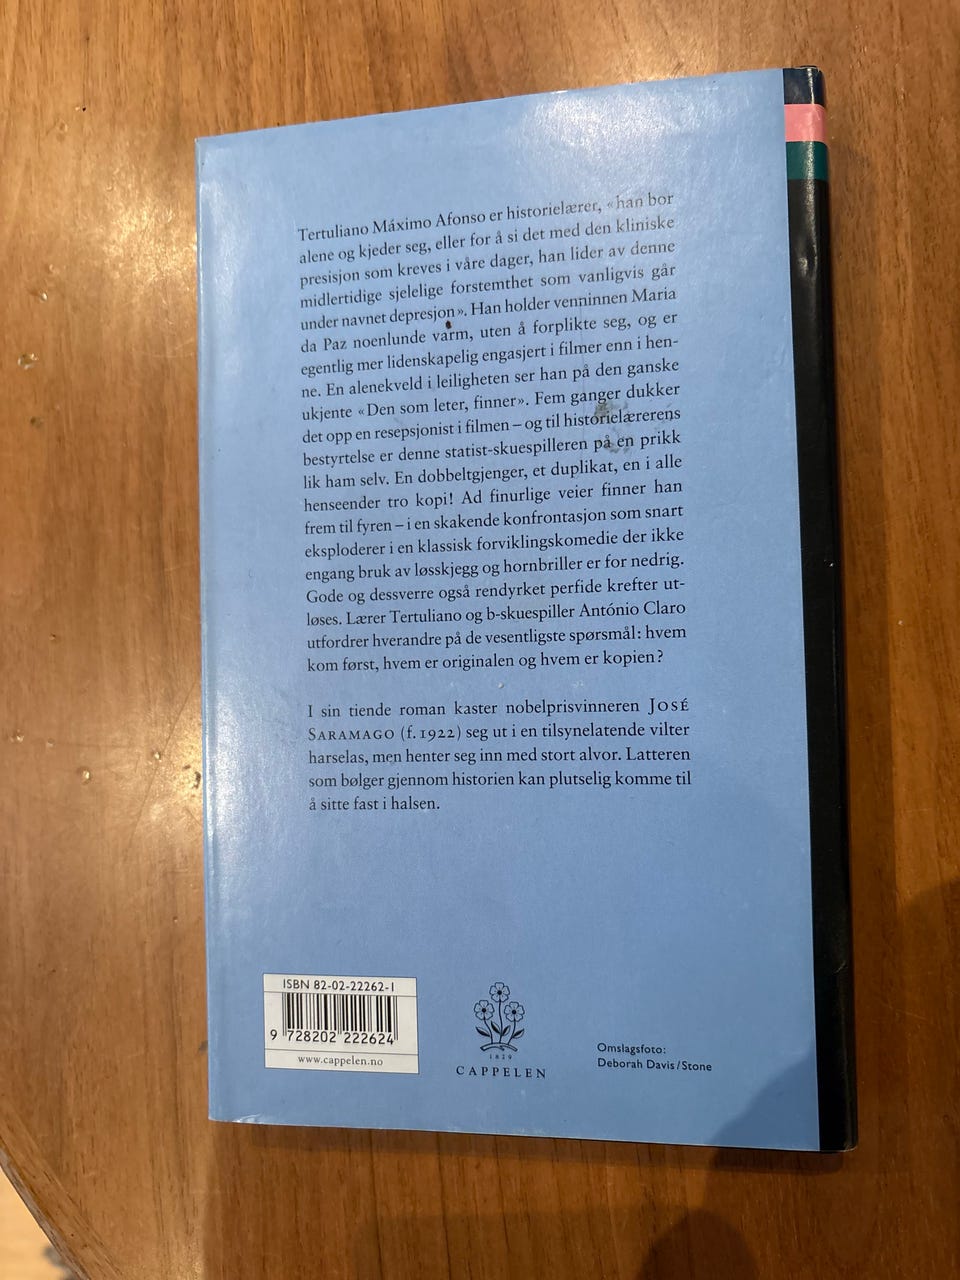 Tertuliano Máximo Afonso er historielærer, «han bor
alene og kjeder seg, eller for å si det med den kliniske
presisjon som kreves i våre dager, han lider av denne
midlertidige sjelelige forstemthet som vanligvis går
under navnet depresjon». Han holder venninnen Maria
da Paz noenlunde varm, uten å forplikte seg, og er
egentlig mer lidenskapelig engasjert i filmer enn i hen-
ne. En alenekveld i leiligheten ser han på den ganske
ukjente «Den som leter, finner». Fem ganger dukker
det opp en resepsjonist i filmen – og til historielærerens
bestyrtelse er denne statist-skuespilleren på en prikk
lik ham selv. En dobbeltgjenger, et duplikat, en i alle
henseender tro kopi! Ad finurlige veier finner han
frem til fyren – i en skakende konfrontasjon som snart
eksploderer i en klassisk forviklingskomedie der ikke
engang bruk av løsskjegg og hornbriller er for nedrig.
Gode og dessverre også rendyrket perfide krefter ut-
løses. Lærer Tertuliano og b-skuespiller António Claro
utfordrer hverandre på de vesentligste spørsmål: hvem
kom først, hvem er originalen og hvem er kopien?
I sin tiende roman kaster nobelprisvinneren JOSÉ
SARAMAGO (f. 1922) seg ut i en tilsynelatende vilter
harselas, men henter seg inn med stort alvor. Latteren
som bølger gjennom historien kan plutselig komme til
å sitte fast i halsen.
ISBN 82-02-22262-1
9 728202 222624
www.cappelen.no
1829
CAPPELEN
Omslagsfoto:
Deborah Davis/Stone